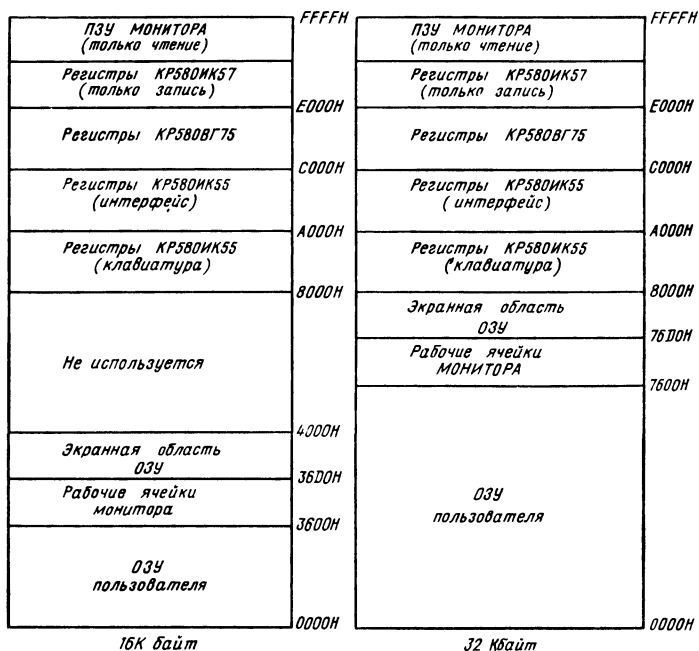 ПЗУ МОНИТОРА
(только чтение)
FFFFH
Регистры КР580ИК57
(только запись)
E000H
Регистры КР580ВГ75
C000H
Регистры КР580ИК55
(интерфейс)
A000H
Регистры КР580ИК55
(клавиатура)
8000H
Не используется
4000H
Экранная область
ОЗУ
36D0H
Рабочие ячейки
монитора
3600H
ОЗУ
пользователя
0000H
16К байт
ПЗУ МОНИТОРА
(только чтение)
FFFFH
Регистры КР580ИК57
(только запись)
E000H
Регистры КР580ВГ75
C000H
Регистры КР580ИК55
(интерфейс)
A000H
Регистры КР580ИК55
(клавиатура)
8000H
Экранная область
ОЗУ
76D0H
Рабочие ячейки
МОНИТОРА
7600H
ОЗУ
пользователя
0000H
32 Кбайт